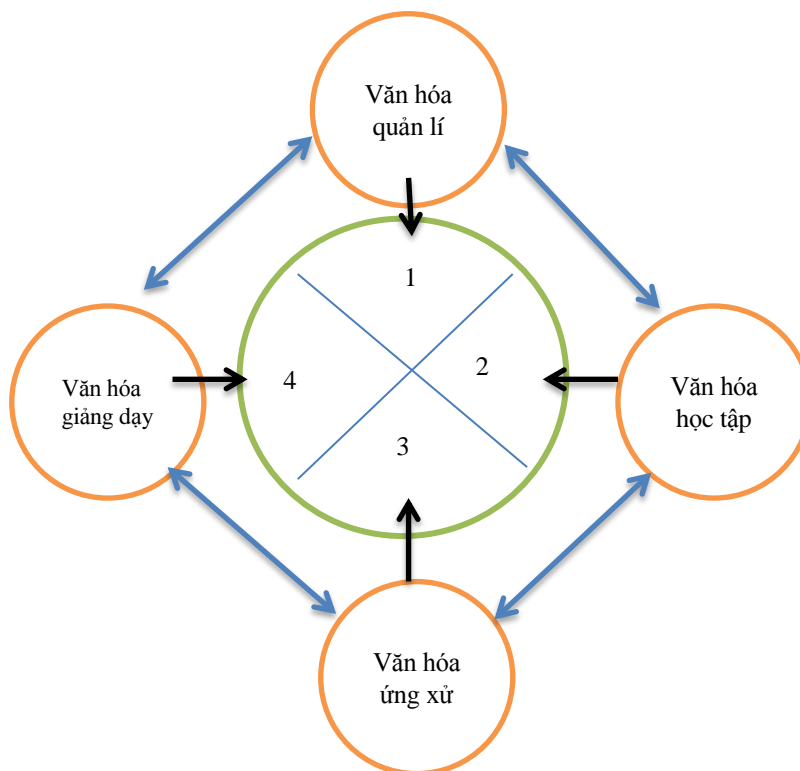 Văn hóa
quản lí
1
Văn hóa
giảng dạy
4
2
Văn hóa
học tập
3
Văn hóa
ứng xử